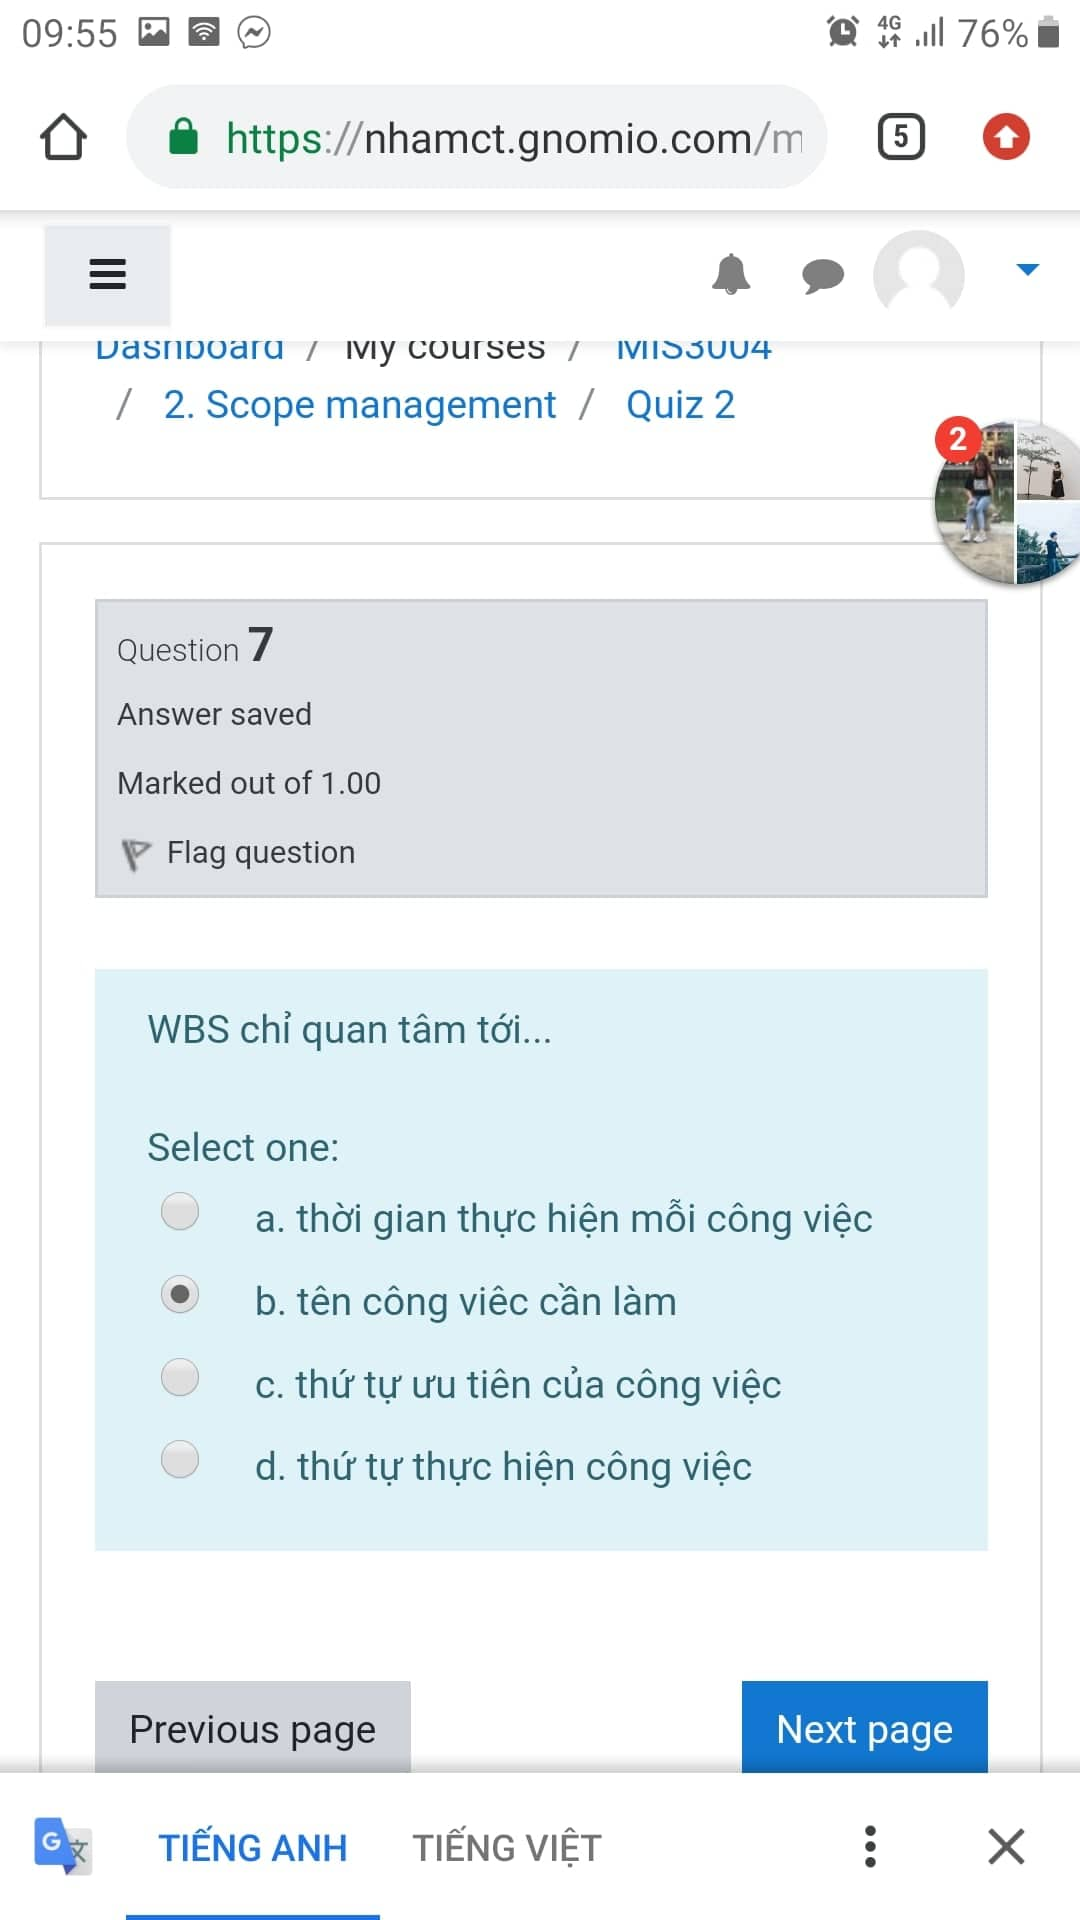 09:55
4G
76%
https://nhamct.gnomio.com/m
5
Dashboard / My courses / MIS3004
/ 2. Scope management / Quiz 2
2
Question 7
Answer saved
Marked out of 1.00
Flag question
WBS chỉ quan tâm tới...
Select one:
a. thời gian thực hiện mỗi công việc
b. tên công viêc cần làm
c. thứ tự ưu tiên của công việc
d. thứ tự thực hiện công việc
Previous page
Next page
G 文
TIẾNG ANH
TIẾNG VIỆT